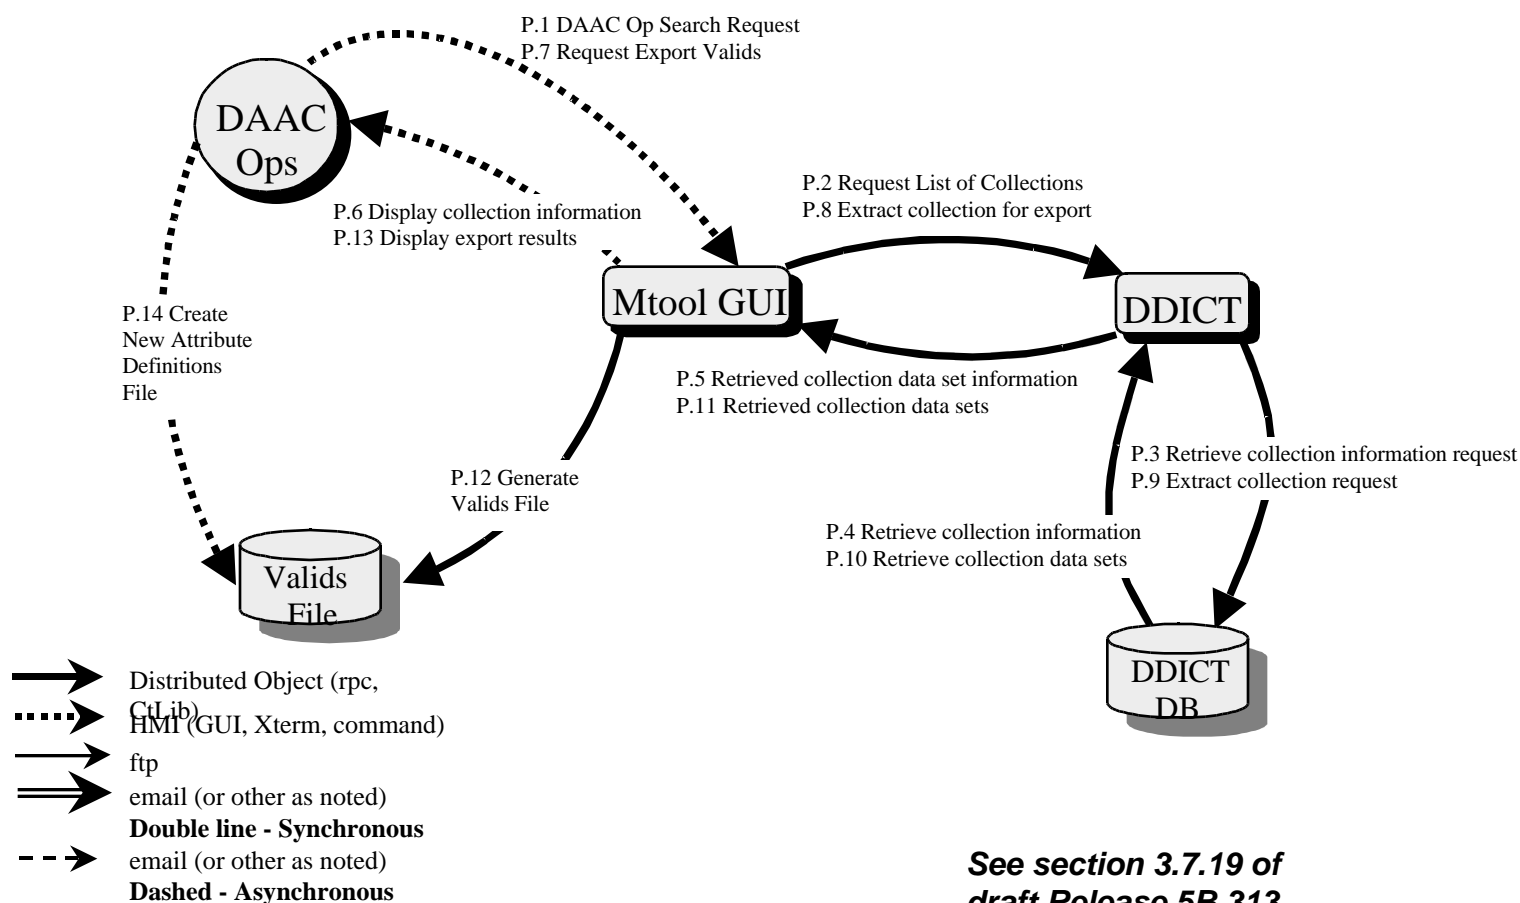 P.1 DAAC Op Search Request
P.7 Request Export Valids
DAAC
Ops
P.2 Request List of Collections
P.8 Extract collection for export
P.6 Display collection information
P.13 Display export results
Mtool GUI
DDICT
P.14 Create
New Attribute
Definitions
File
P.5 Retrieved collection data set information
P.11 Retrieved collection data sets
P.3 Retrieve collection information request
P.9 Extract collection request
P.12 Generate
Valids File
P.4 Retrieve collection information
P.10 Retrieve collection data sets
Valids
File
DDICT
DB
Distributed Object (rpc,
CtLib)
HMI (GUI, Xterm, command)
ftp
email (or other as noted)
Double line - Synchronous
email (or other as noted)
Dashed - Asynchronous
See section 3.7.19 of
draft Release 5B 313